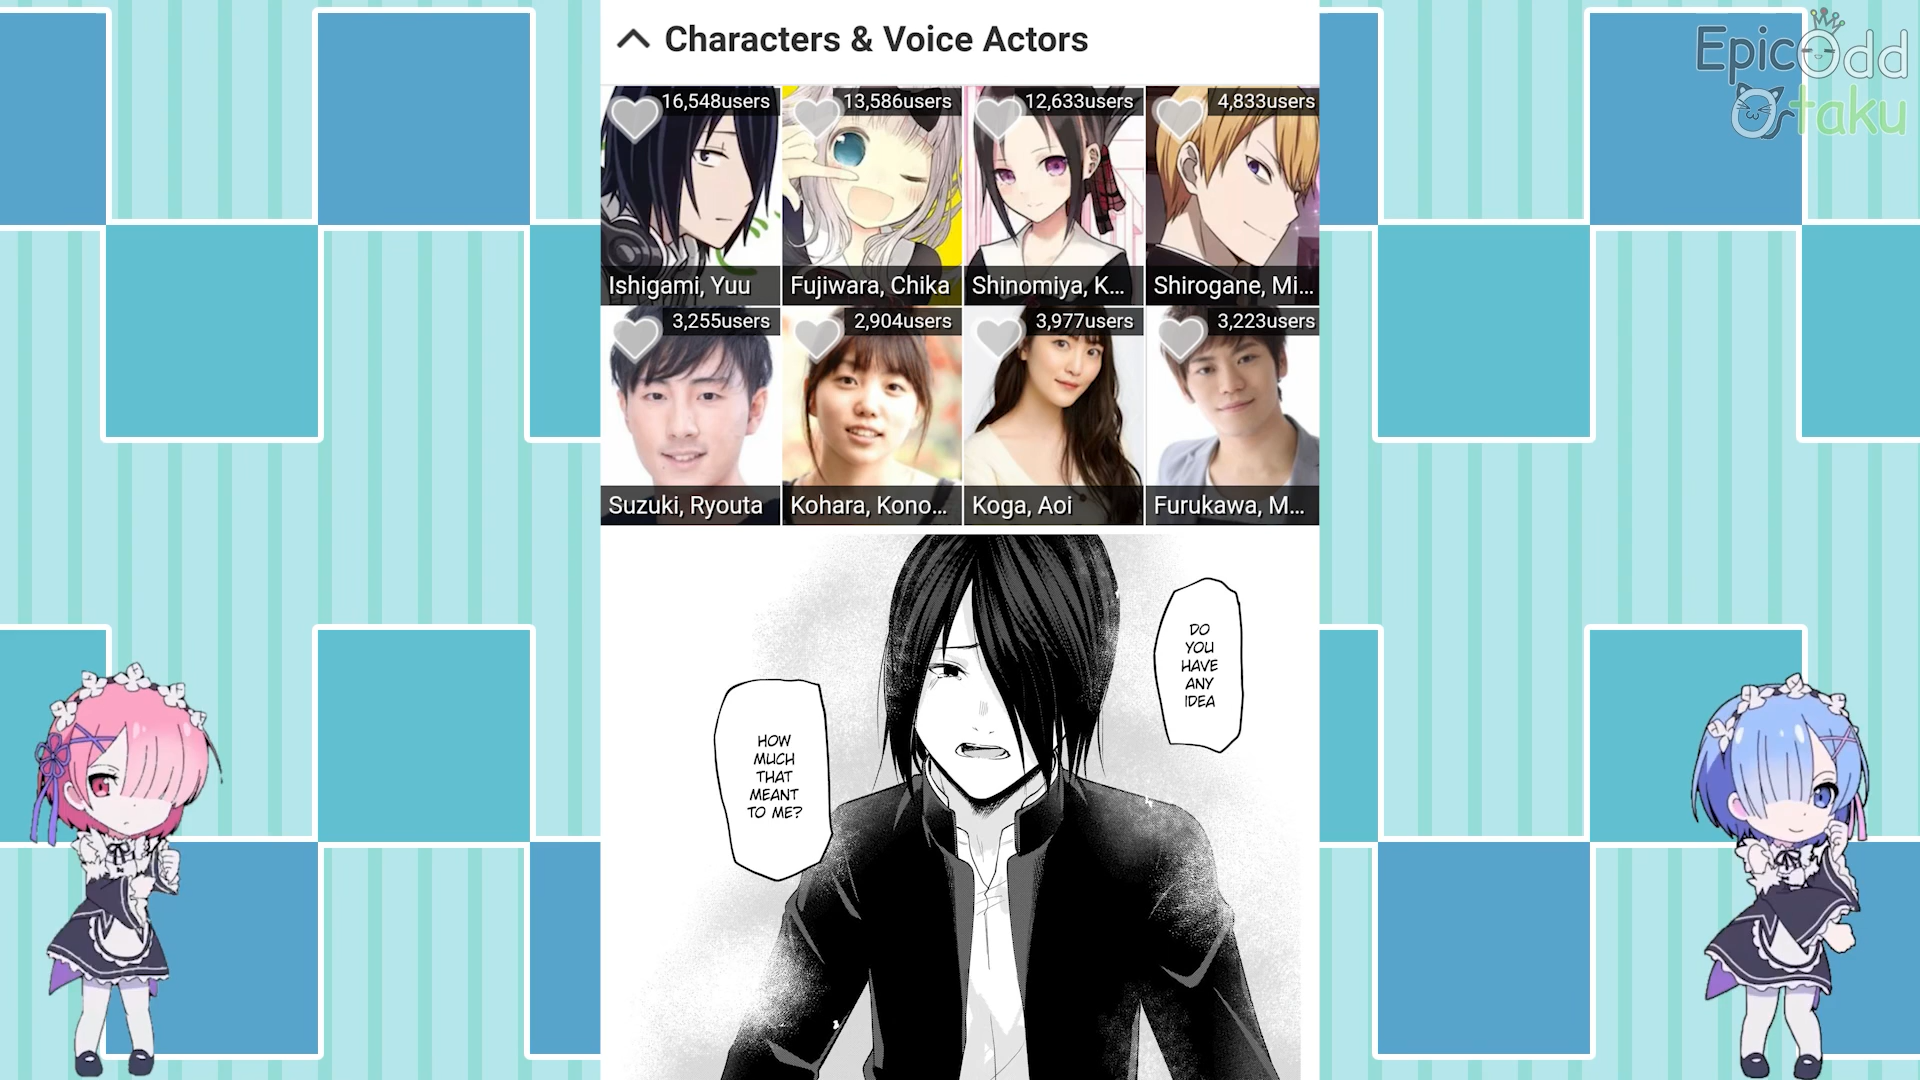 Characters & Voice Actors
16,548users
13,586users
12,633users
4,833users
Ishigami, Yuu
Fujiwara, Chika
Shinomiya, K...
Shirogane, Mi...
3,255users
2,904users
3,977users
3,223users
Suzuki, Ryouta
Kohara, Kono...
Koga, Aoi
Furukawa, M...
DO
YOU
HAVE
ANY
IDEA
HOW
MUCH
THAT
MEANT
TO ME?
EpicOdd
Otaku